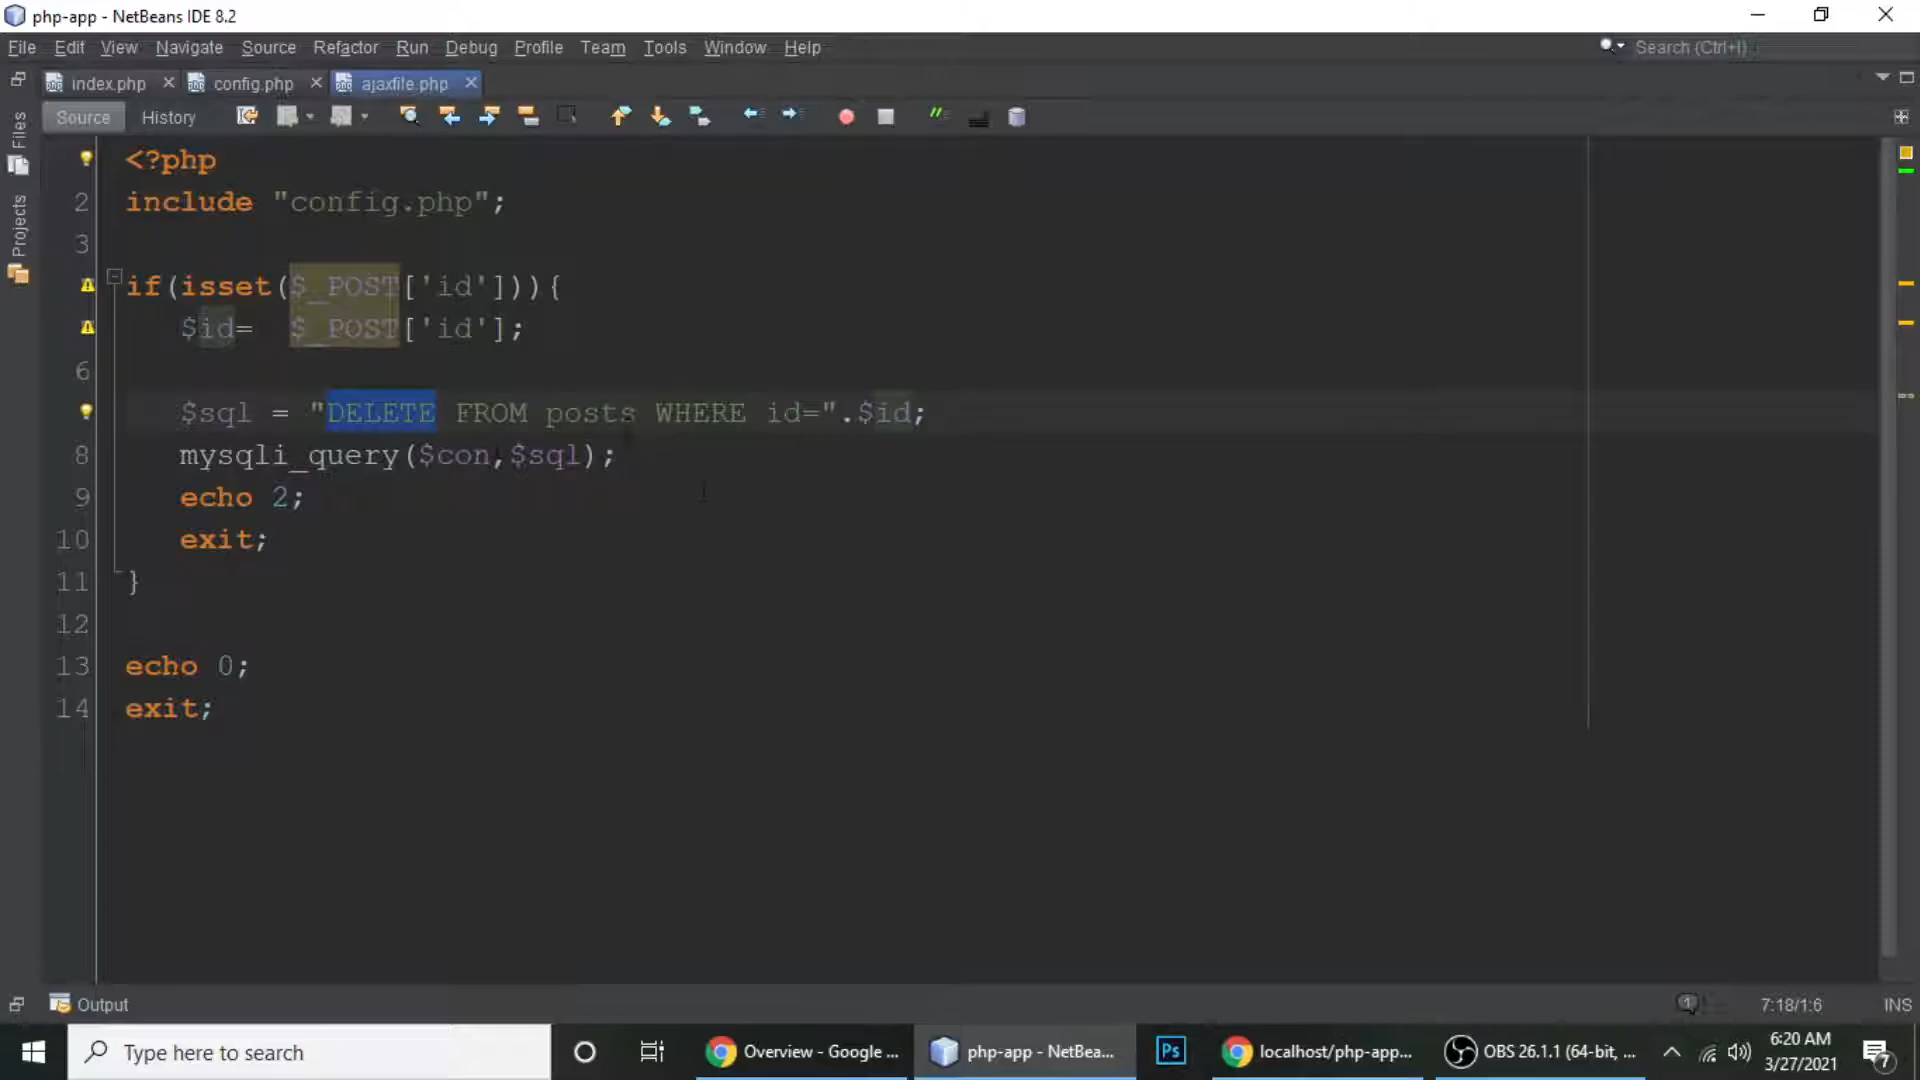 php-app - NetBeans IDE 8.2
File Edit View Navigate Source Refactor Run Debug Profile Team Tools Window Help
Search (Ctrl+I)
index.php config.php ajaxfile.php
Source History
Files
Projects
<?php
2 include "config.php";
3
if(isset($_POST['id'])){
$id= $_POST['id'];
6
$sql = "DELETE FROM posts WHERE id=".$id;
8 mysqli_query($con,$sql);
9 echo 2;
10 exit;
11 }
12
13 echo 0;
14 exit;
Output
1
7:18/1:6 INS
Type here to search
Overview - Google ...
php-app - NetBea...
Ps
localhost/php-app...
OBS 26.1.1 (64-bit, ...
6:20 AM
3/27/2021
7